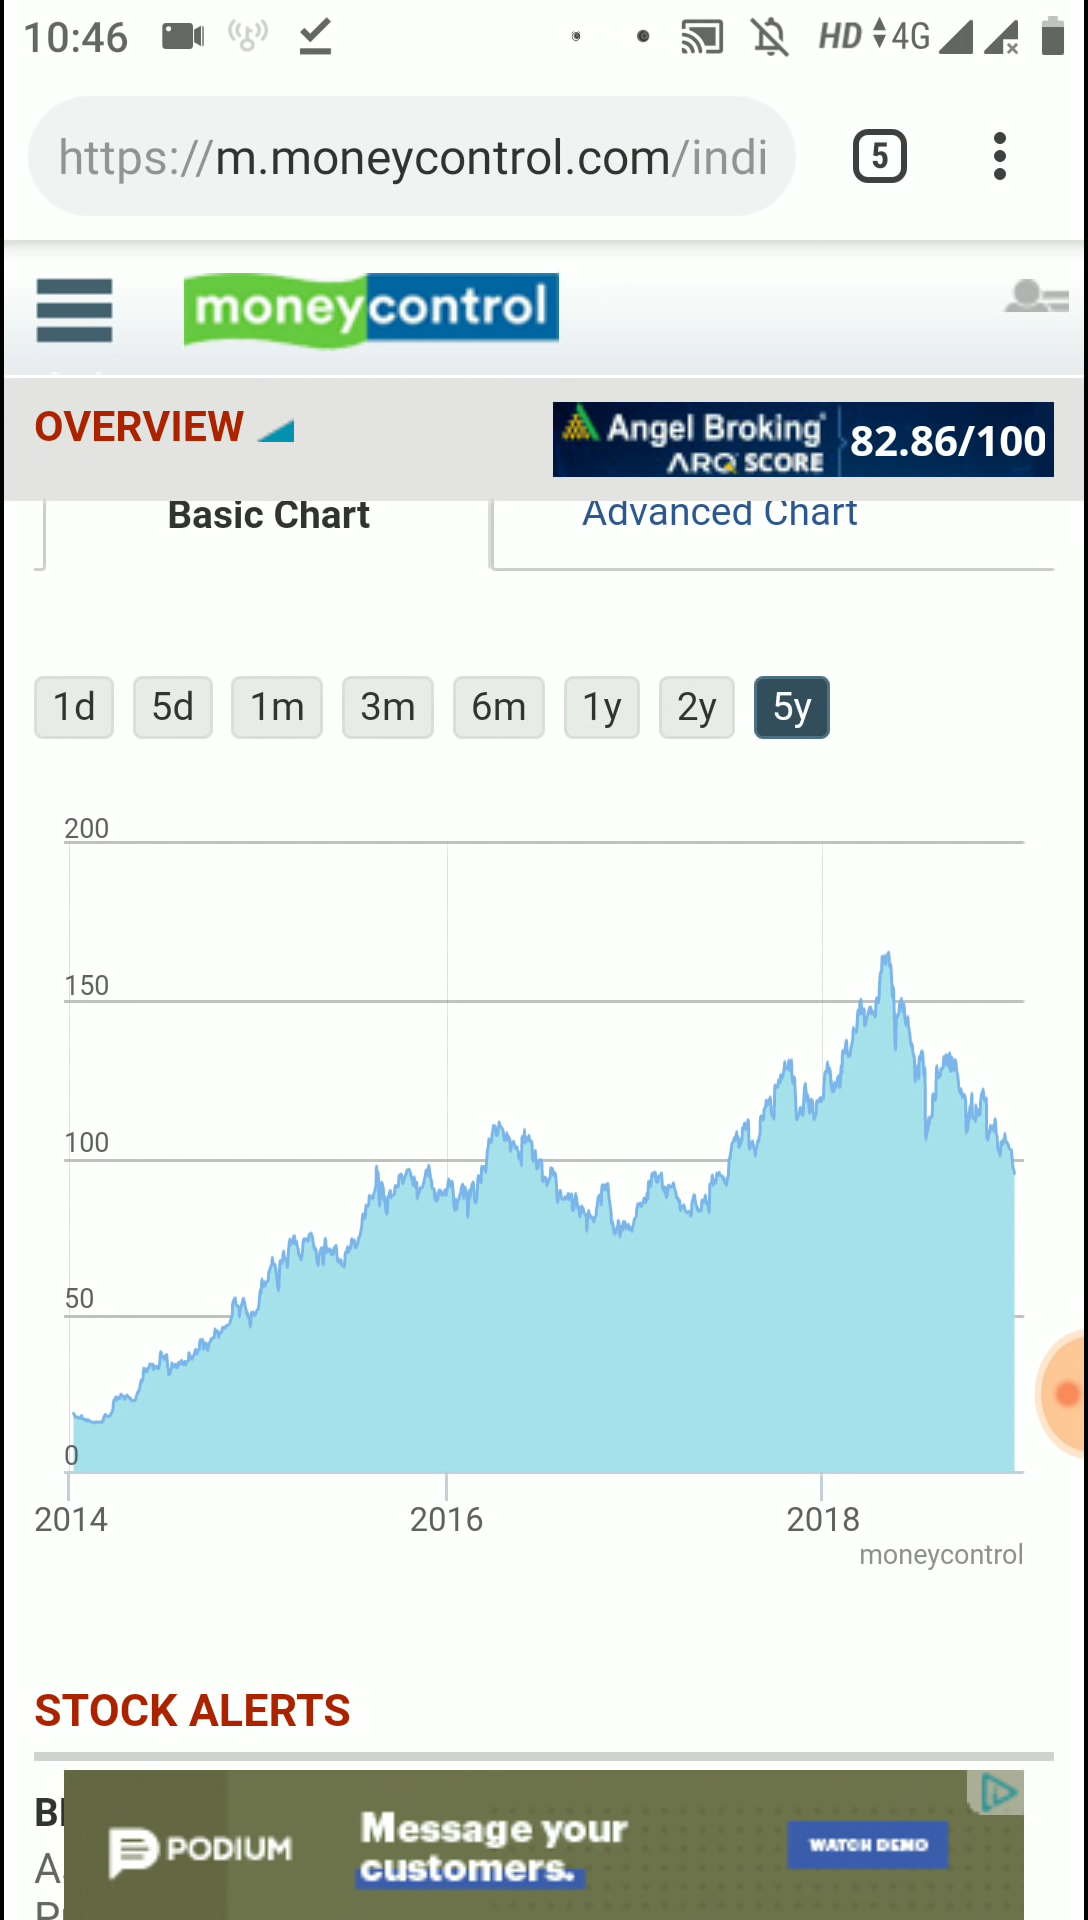 10:46 HD 4G
https://m.moneycontrol.com/indi 5
moneycontrol
OVERVIEW
Angel Broking
ARQ SCORE
82.86/100
Basic Chart Advanced Chart
1d 5d 1m 3m 6m 1y 2y 5y
200
150
100
50
0
2014 2016 2018
moneycontrol
STOCK ALERTS
PODIUM
Message your
customers.
WATCH DEMO